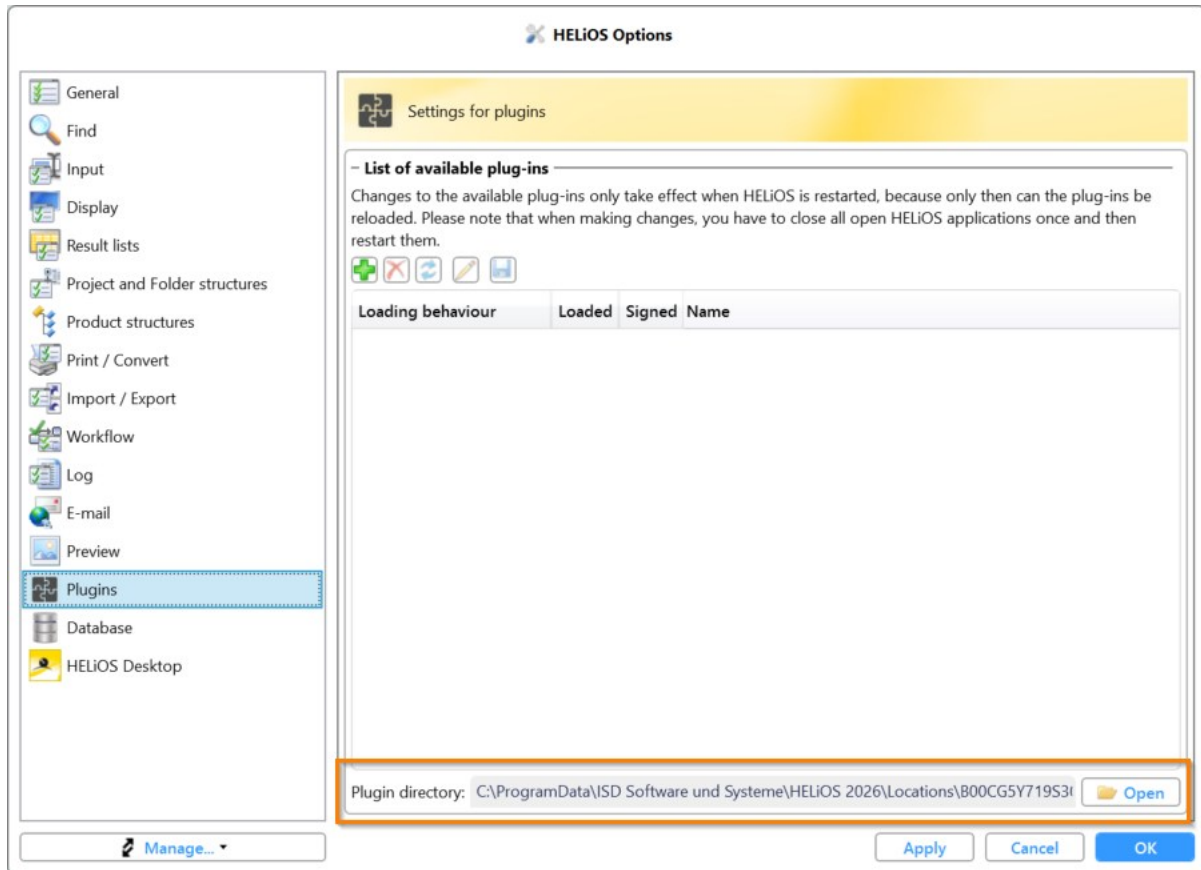 HELiOS Options
General
Find
Input
Display
Result lists
Project and Folder structures
Product structures
Print / Convert
Import / Export
Workflow
Log
E-mail
Preview
Plugins
Database
HELiOS Desktop
Manage...
Settings for plugins
List of available plug-ins
Changes to the available plug-ins only take effect when HELiOS is restarted, because only then can the plug-ins be
reloaded. Please note that when making changes, you have to close all open HELiOS applications once and then
restart them.
Loading behaviour Loaded Signed Name
Plugin directory: C:\ProgramData\ISD Software und Systeme\HELiOS 2026\Locations\B00CG5Y719S3 Open
Apply Cancel OK